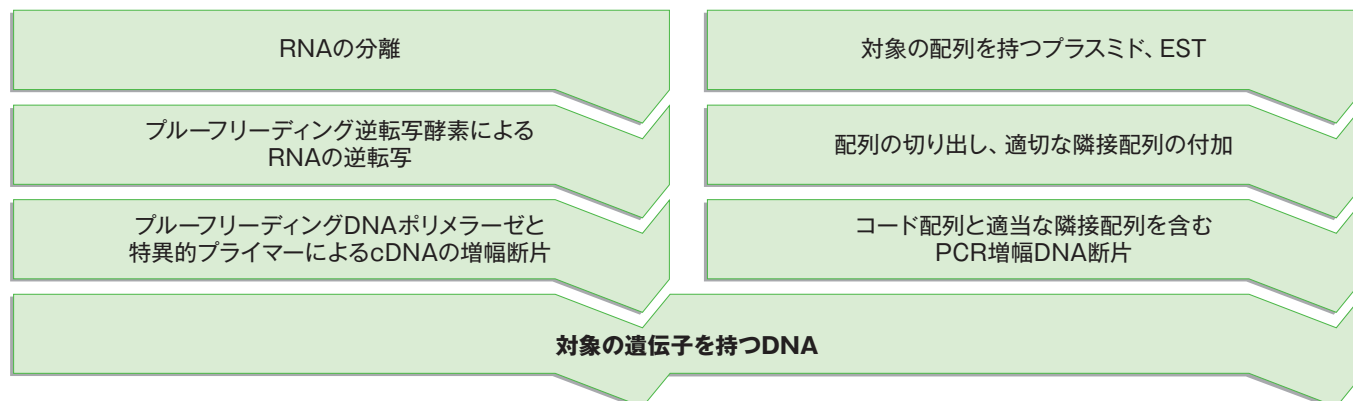 RNAの分離
プルーフリーディング逆転写酵素による
RNAの逆転写
プルーフリーディングDNAポリメラーゼと
特異的プライマーによるcDNAの増幅断片
対象の配列を持つプラスミド、EST
配列の切り出し、適切な隣接配列の付加
コード配列と適当な隣接配列を含む
PCR増幅DNA断片
対象の遺伝子を持つDNA